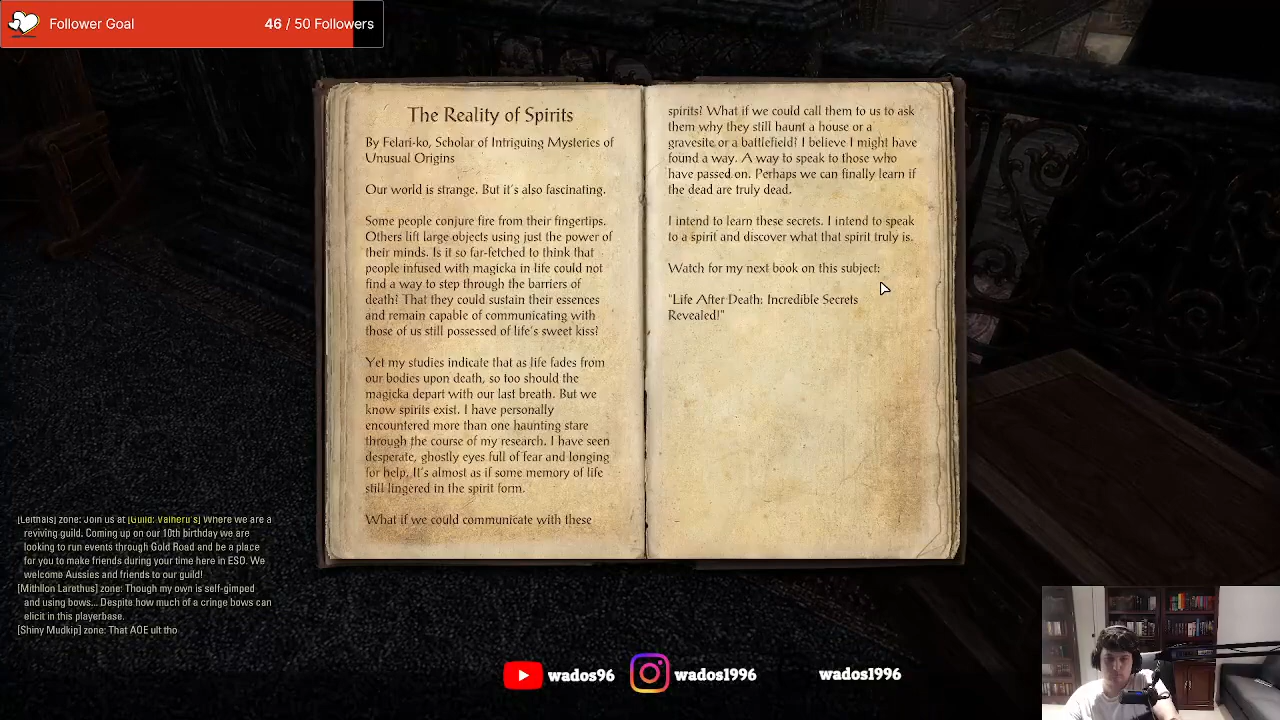 Follower Goal
46 / 50 Followers
The Reality of Spirits
By Felari-ko, Scholar of Intriguing Mysteries of
Unusual Origins
Our world is strange. But it's also fascinating.
Some people conjure fire from their fingertips.
Others lift large objects using just the power of
their minds. Is it so far-fetched to think that
people infused with magicka in life could not
find a way to step through the barriers of
death? That they could sustain their essences
and remain capable of communicating with
those of us still possessed of life's sweet kiss?
Yet my studies indicate that as life fades from
our bodies upon death, so too should the
magicka depart with our last breath. But we
know spirits exist. I have personally
encountered more than one haunting stare
through the course of my research. I have seen
desperate, ghostly eyes full of fear and longing
for help. It's almost as if some memory of life
still lingered in the spirit form.
What if we could communicate with these
spirits? What if we could call them to us to ask
them why they still haunt a house or a
gravesite or a battlefield? I believe I might have
found a way. A way to speak to those who
have passed on. Perhaps we can finally learn if
the dead are truly dead.
I intend to learn these secrets. I intend to speak
to a spirit and discover what that spirit truly is.
Watch for my next book on this subject:
"Life After Death: Incredible Secrets
Revealed!"
[Leithais] zone: Join us at [Guild: Valheru's] Where we are a
reviving guild. Coming up on our 10th birthday we are
looking to run events through Gold Road and be a place
for you to make friends during your time here in ESO. We
welcome Aussies and friends to our guild!
[Mithllon Larethus] zone: Though my own is self-gimped
and using bows... Despite how much of a cringe bows can
elicit in this playerbase.
[Shiny Mudkip] zone: That AOE ult tho
wados96
wados1996
wados1996